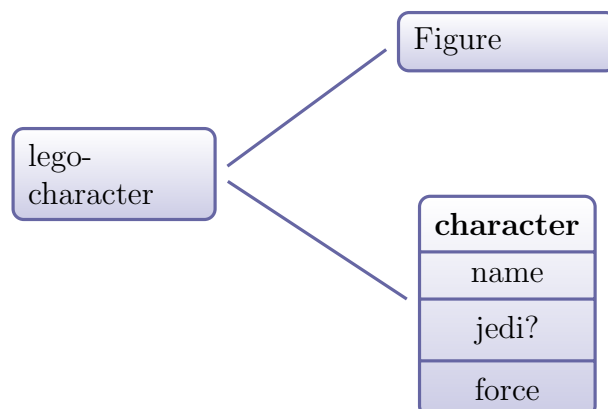 Figure
lego-
character
character
name
jedi?
force